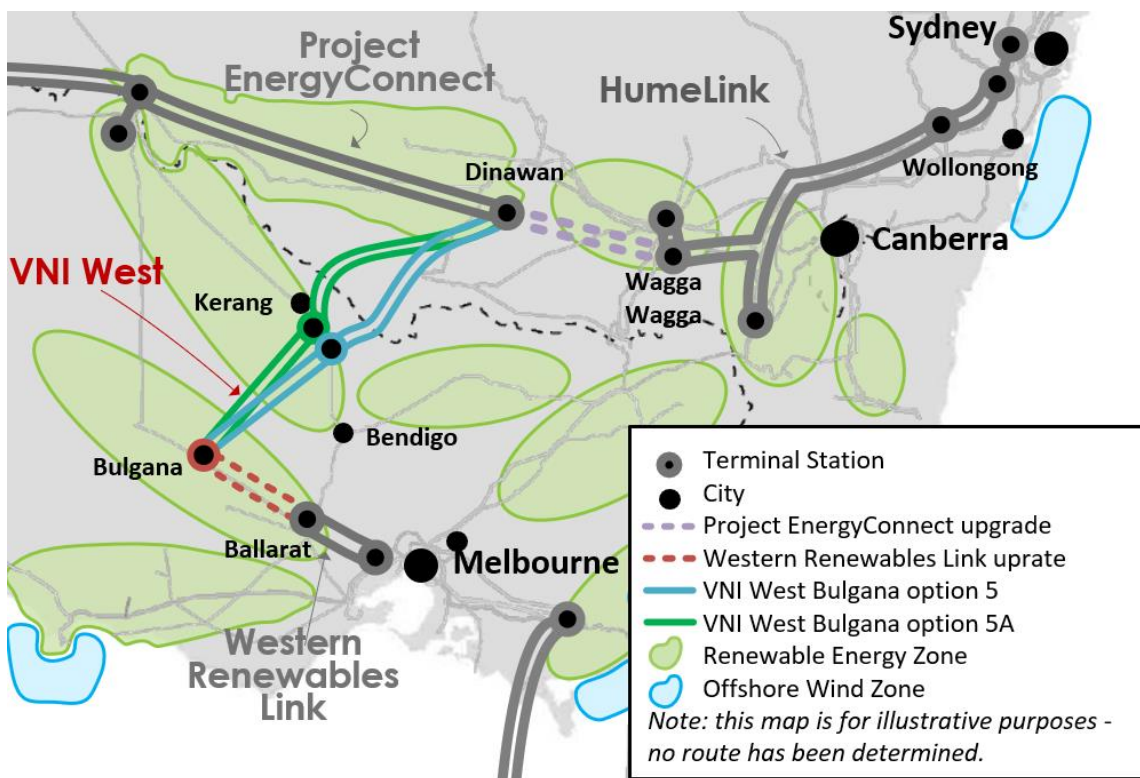 Sydney
Project
EnergyConnect
HumeLink
Wollongong
Dinawan
Canberra
VNI West
Kerang
Wagga
Wagga
Bendigo
Bulgana
Ballarat
Melbourne
Western
Renewables
Link
Terminal Station
City
Project EnergyConnect upgrade
Western Renewables Link uprate
VNI West Bulgana option 5
VNI West Bulgana option 5A
Renewable Energy Zone
Offshore Wind Zone
Note: this map is for illustrative purposes -
no route has been determined.